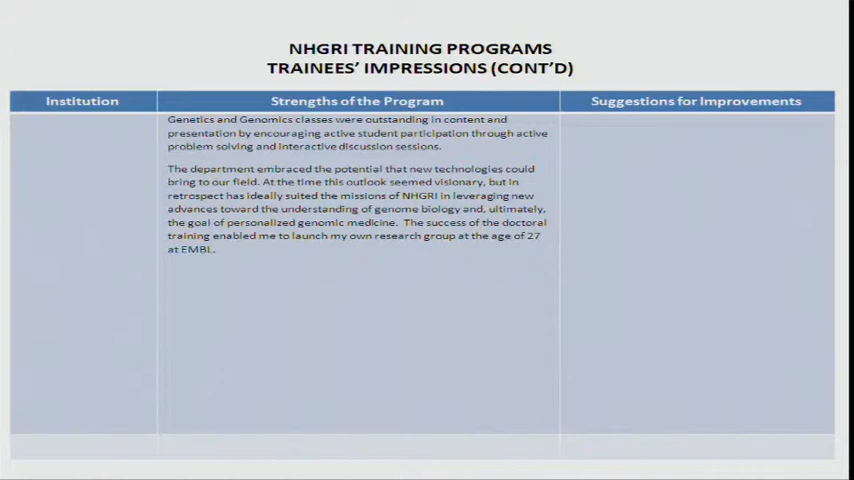 NHGRI TRAINING PROGRAMS
TRAINEES' IMPRESSIONS (CONT'D)
Institution
Strengths of the Program
Suggestions for Improvements
Genetics and Genomics classes were outstanding in content and
presentation by encouraging active student participation through active
problem solving and interactive discussion sessions.
The department embraced the potential that new technologies could
bring to our field. At the time this outlook seemed visionary, but in
retrospect has ideally suited the missions of NHGRI in leveraging new
advances toward the understanding of genome biology and, ultimately,
the goal of personalized genomic medicine. The success of the doctoral
training enabled me to launch my own research group at the age of 27
at EMBL.